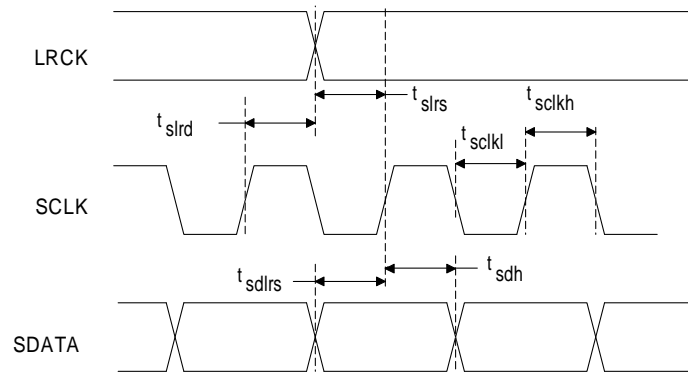 LRCK
t slrs
t sclkh
t slrd
t sclkl
SCLK
t sdlrs
t sdh
SDATA